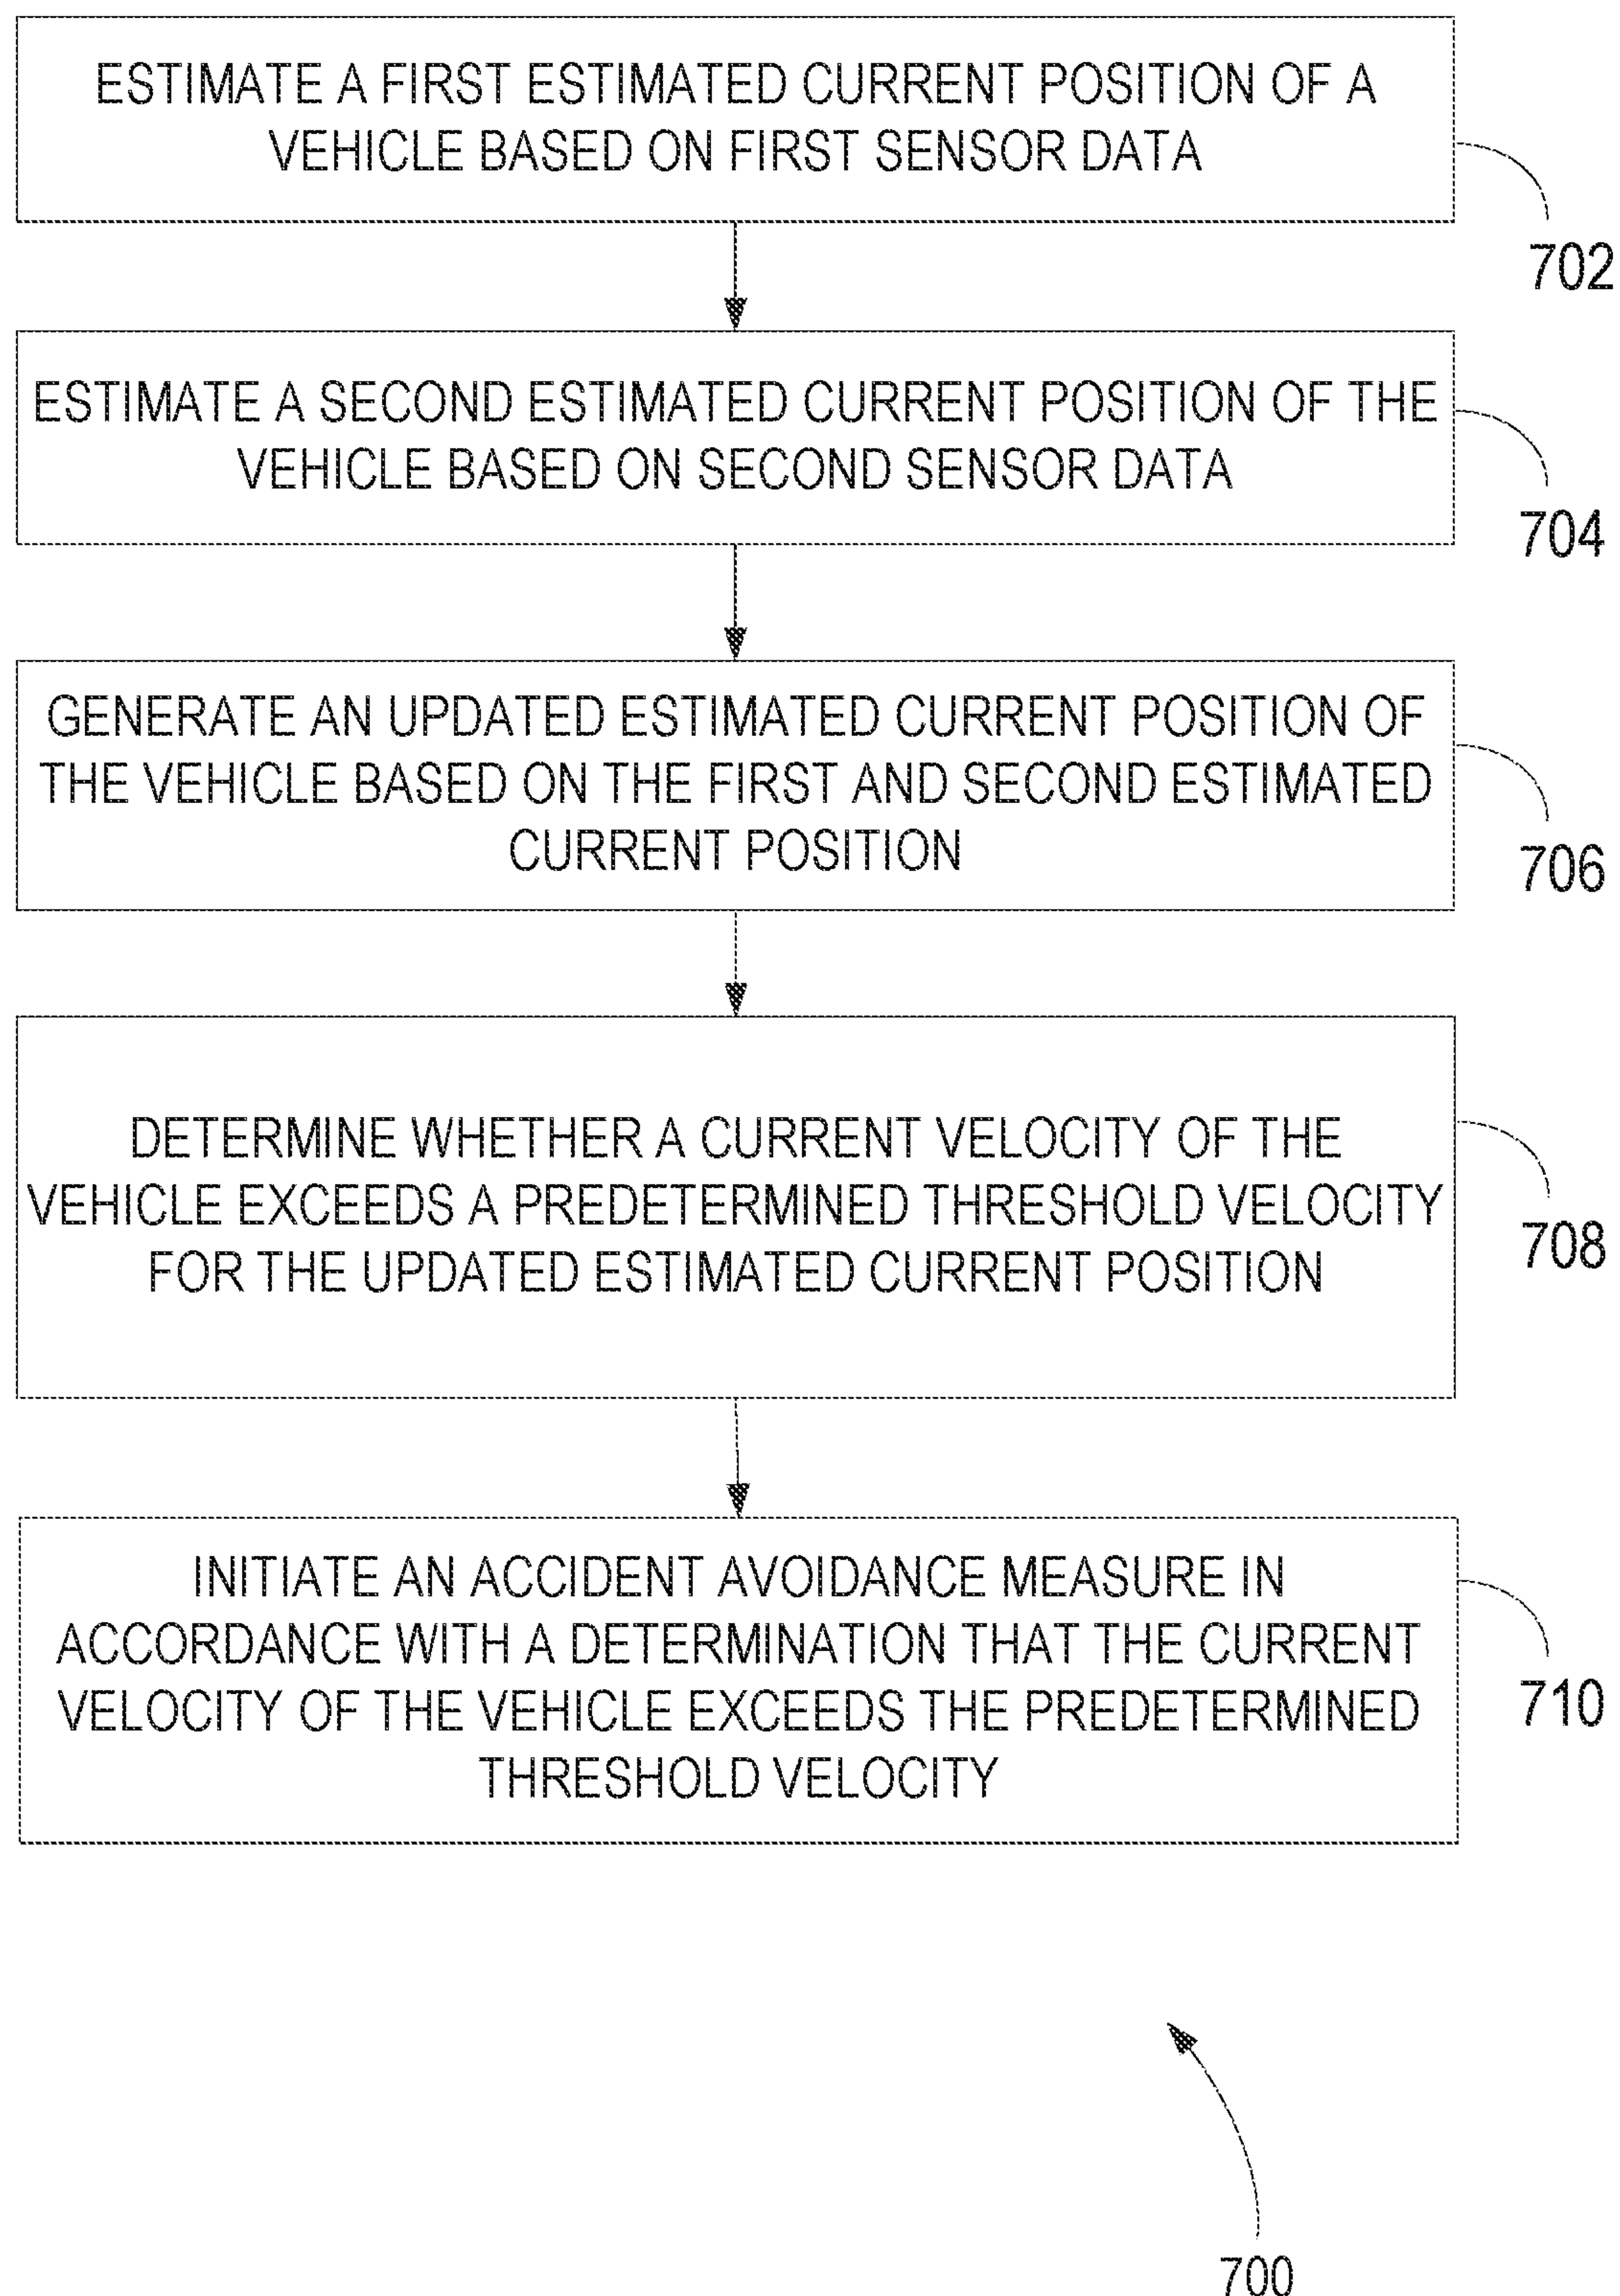 ESTIMATE A FIRST ESTIMATED CURRENT POSITION OF A
VEHICLE BASED ON FIRST SENSOR DATA
702
ESTIMATE A SECOND ESTIMATED CURRENT POSITION OF THE
VEHICLE BASED ON SECOND SENSOR DATA
704
GENERATE AN UPDATED ESTIMATED CURRENT POSITION OF
THE VEHICLE BASED ON THE FIRST AND SECOND ESTIMATED
CURRENT POSITION
706
DETERMINE WHETHER A CURRENT VELOCITY OF THE
VEHICLE EXCEEDS A PREDETERMINED THRESHOLD VELOCITY
FOR THE UPDATED ESTIMATED CURRENT POSITION
708
INITIATE AN ACCIDENT AVOIDANCE MEASURE IN
ACCORDANCE WITH A DETERMINATION THAT THE CURRENT
VELOCITY OF THE VEHICLE EXCEEDS THE PREDETERMINED
THRESHOLD VELOCITY
710
700